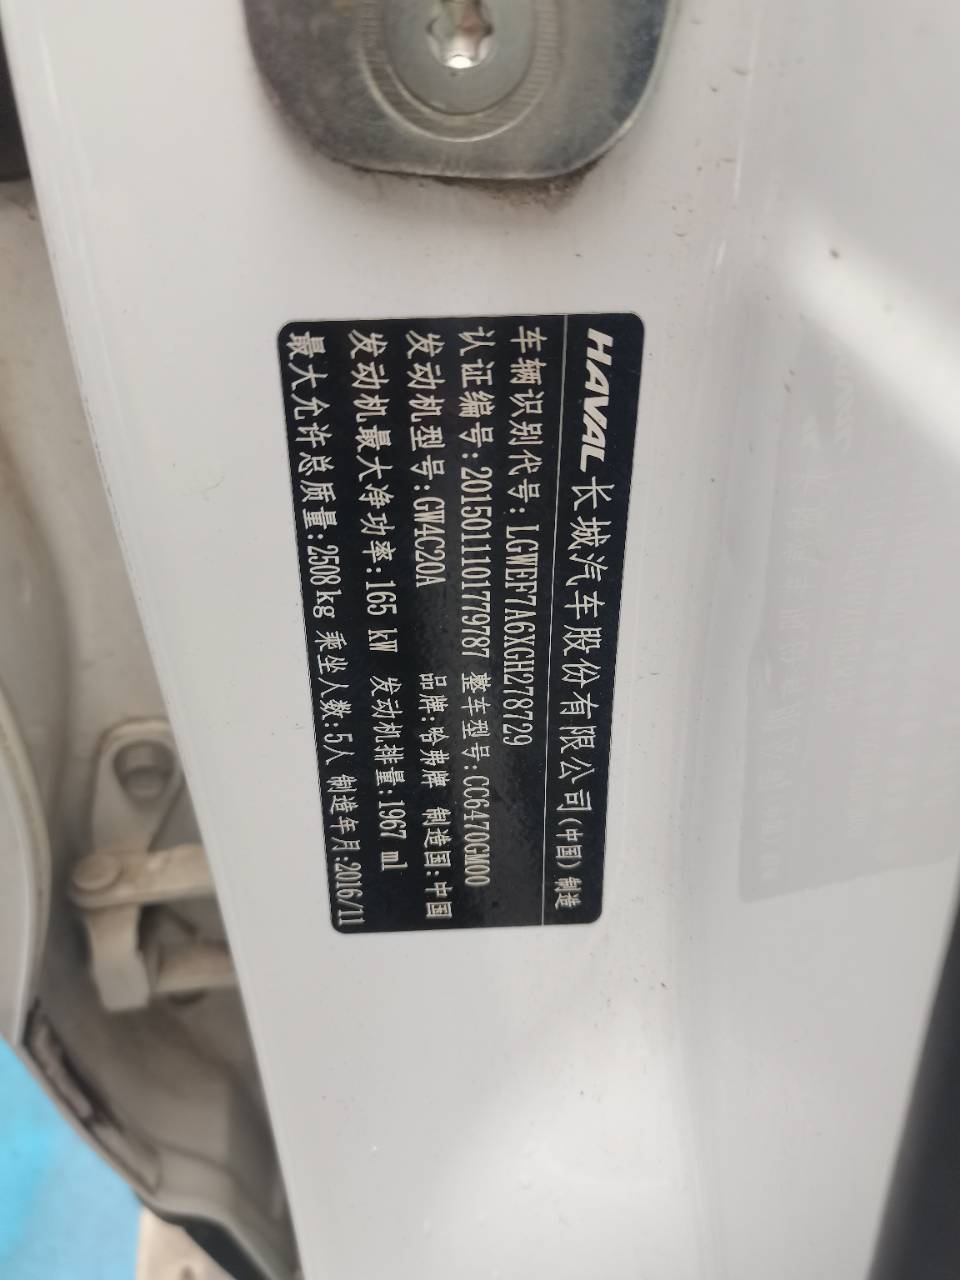 HAVAL 长城汽车股份有限公司(中国)制造
车辆识别代号:LGWEF7A6XGH278729
认证编号:2015011101779787 整车型号:CC6470GM00
发动机型号:GW4C20A 品牌:哈弗牌 制造国:中国
发动机最大净功率:165 kW 发动机排量:1967 ml
最大允许总质量:2508kg 乘坐人数:5人 制造年月:2016/11